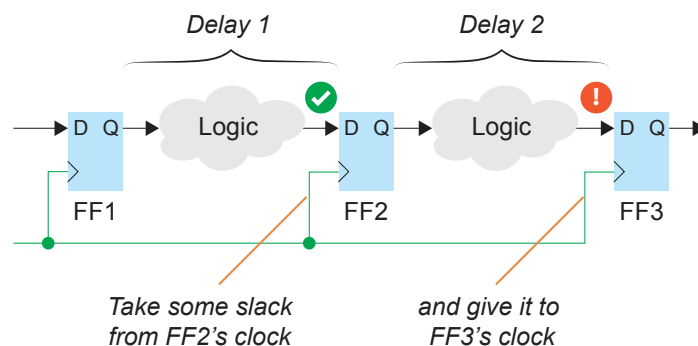 Delay 1
Delay 2
D Q
Logic
D Q
Logic
!
D Q
FF1
FF2
FF3
Take some slack
from FF2's clock
and give it to
FF3's clock